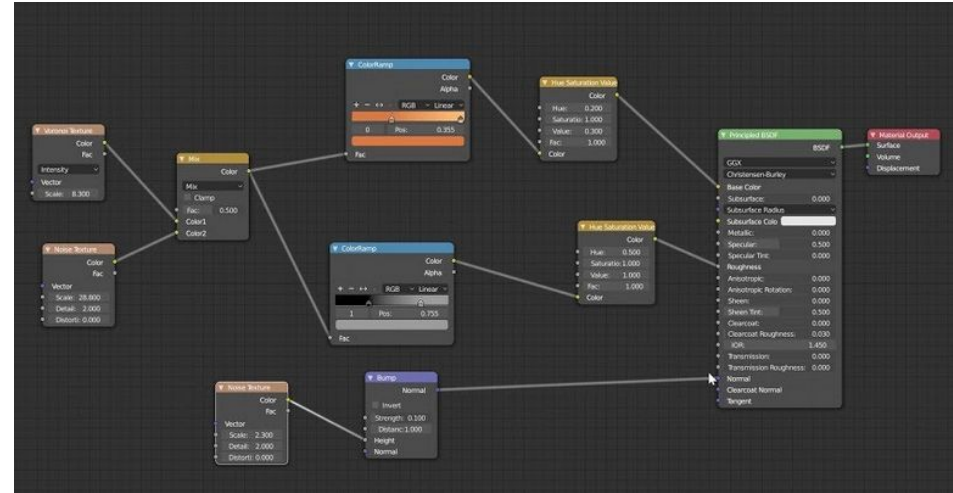 Voronoi Texture
Color
Fac
Intensity
Vector
Scale: 8.300
Noise Texture
Color
Fac
Vector
Scale: 28.800
Detail: 2.000
Distorti: 0.000
Mix
Color
Mix
Clamp
Fac: 0.500
Color1
Color2
ColorRamp
Color
Alpha
RGB Linear
0 Pos: 0.355
Fac
Hue Saturation Value
Color
Hue: 0.200
Saturatio: 1.000
Value: 0.300
Fac: 1.000
Color
ColorRamp
Color
Alpha
RGB Linear
1 Pos: 0.755
Fac
Hue Saturation Value
Color
Hue: 0.500
Saturatio: 1.000
Value: 1.000
Fac: 1.000
Color
Noise Texture
Color
Fac
Vector
Scale: 2.300
Detail: 2.000
Distorti: 0.000
Bump
Normal
Invert
Strength: 0.100
Distanc: 1.000
Height
Normal
Principled BSDF
BSDF
GGX
Christensen-Burley
Base Color
Subsurface: 0.000
Subsurface Radius
Subsurface Colo
Metallic: 0.000
Specular: 0.500
Specular Tint: 0.000
Roughness
Anisotropic: 0.000
Anisotropic Rotation: 0.000
Sheen: 0.000
Sheen Tint: 0.500
Clearcoat: 0.000
Clearcoat Roughness: 0.030
IOR: 1.450
Transmission: 0.000
Transmission Roughness: 0.000
Normal
Clearcoat Normal
Tangent
Material Output
Surface
Volume
Displacement